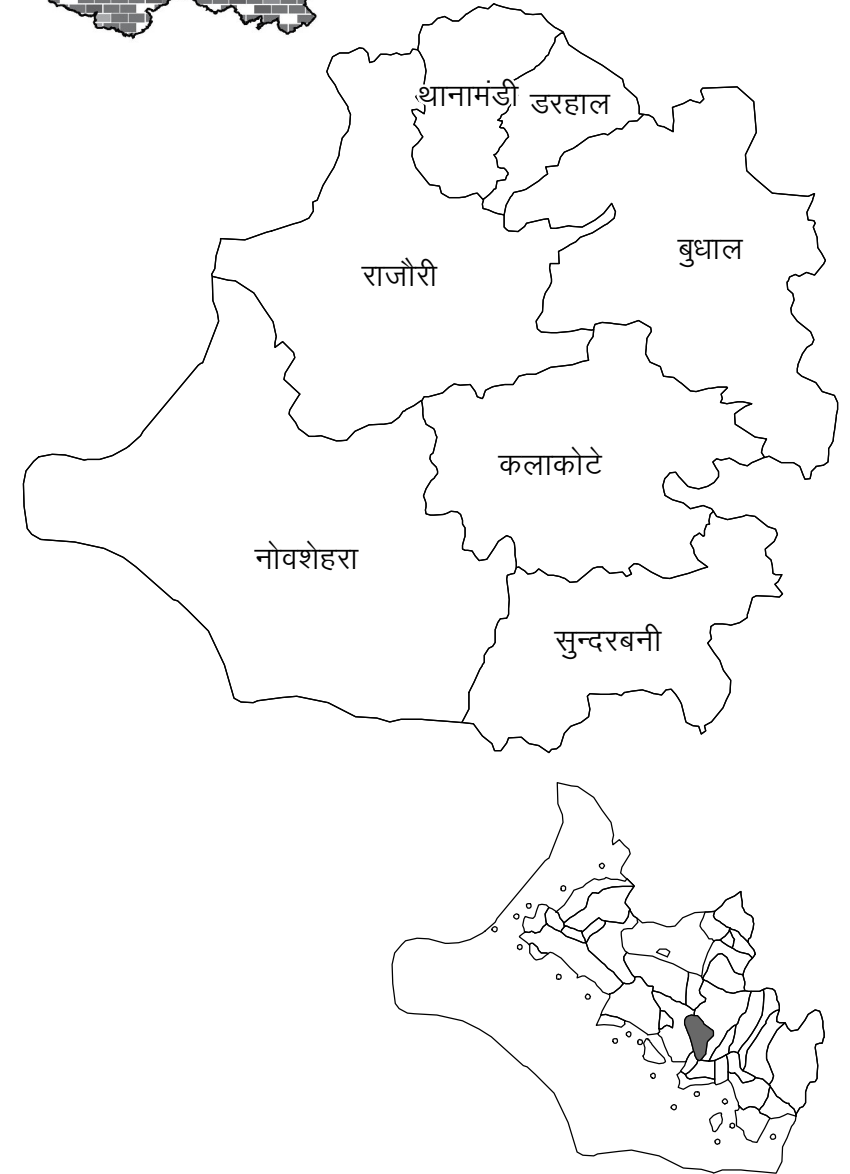 थानामंडी डरहाल
बुधाल
राजौरी
कलाकोटे
नोवशेहरा
सुन्दरबनी